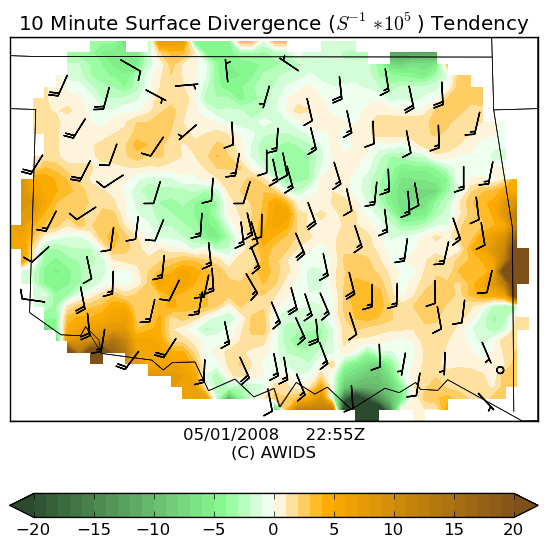 10 Minute Surface Divergence (S⁻¹ *10⁵ ) Tendency
05/01/2008 22:55Z
(C) AWIDS
−20 −15 −10 −5 0 5 10 15 20